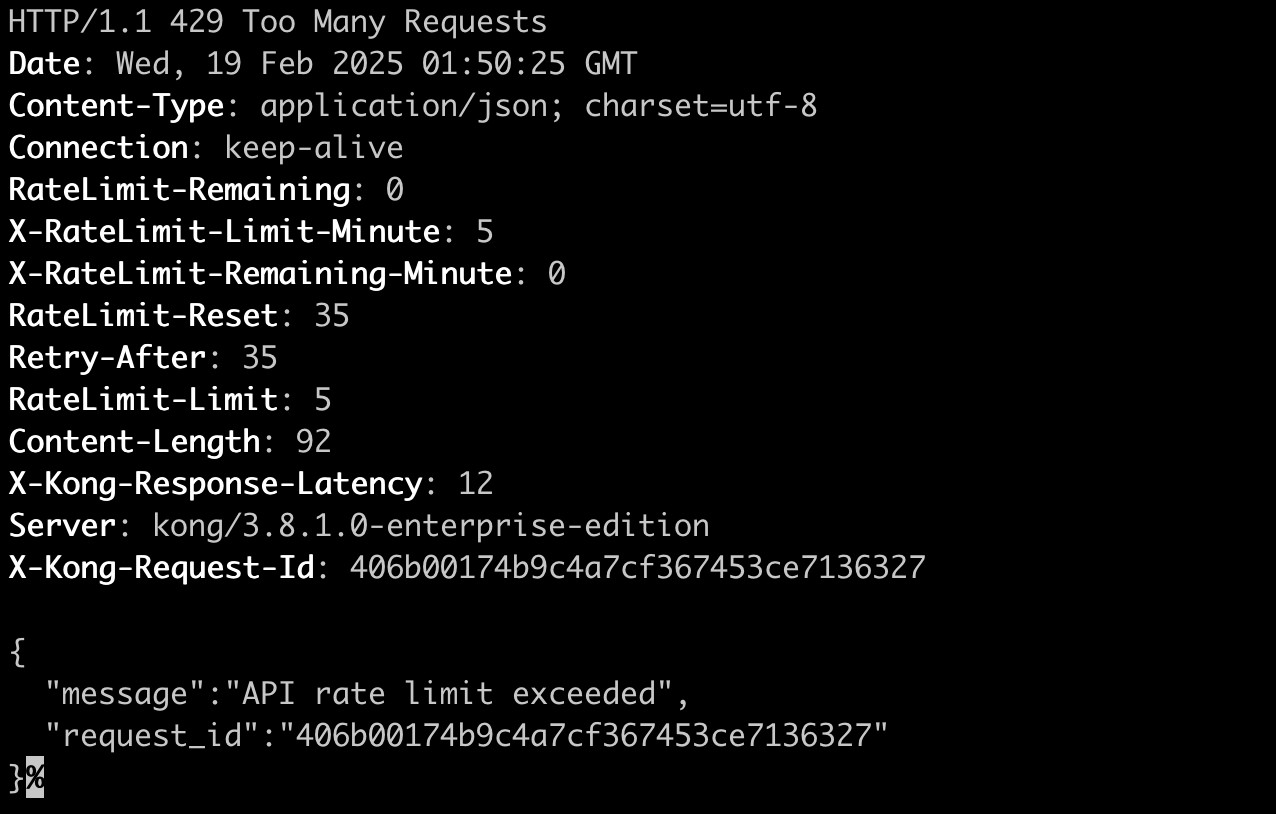 HTTP/1.1 429 Too Many Requests
Date: Wed, 19 Feb 2025 01:50:25 GMT
Content-Type: application/json; charset=utf-8
Connection: keep-alive
RateLimit-Remaining: 0
X-RateLimit-Limit-Minute: 5
X-RateLimit-Remaining-Minute: 0
RateLimit-Reset: 35
Retry-After: 35
RateLimit-Limit: 5
Content-Length: 92
X-Kong-Response-Latency: 12
Server: kong/3.8.1.0-enterprise-edition
X-Kong-Request-Id: 406b00174b9c4a7cf367453ce7136327

{
  "message":"API rate limit exceeded",
  "request_id":"406b00174b9c4a7cf367453ce7136327"
}%